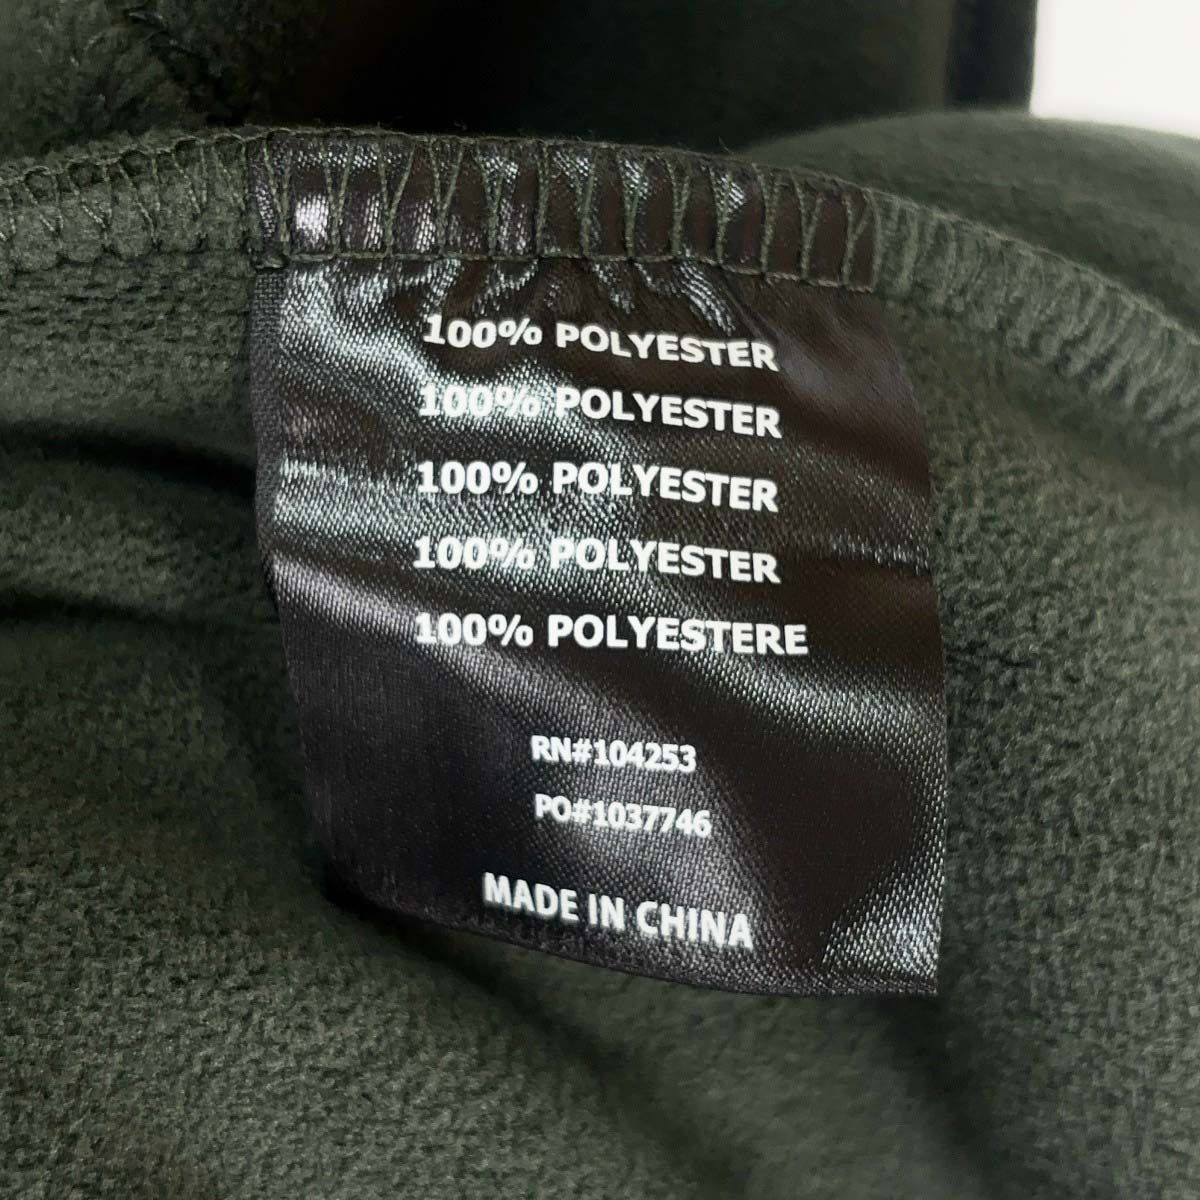 100% POLYESTER
100% POLYESTER
100% POLYESTER
100% POLYESTER
100% POLYESTERE
RN#104253
PO#1037746
MADE IN CHINA